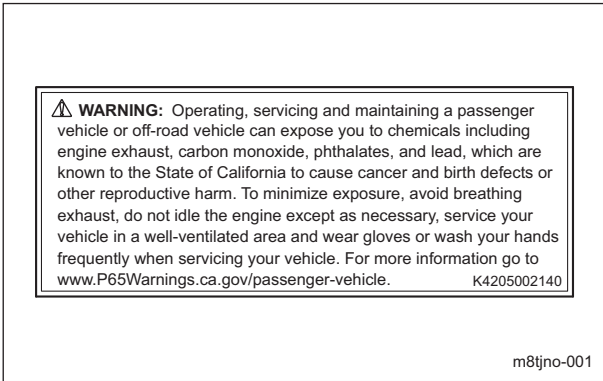 ⚠ WARNING: Operating, servicing and maintaining a passenger
vehicle or off-road vehicle can expose you to chemicals including
engine exhaust, carbon monoxide, phthalates, and lead, which are
known to the State of California to cause cancer and birth defects or
other reproductive harm. To minimize exposure, avoid breathing
exhaust, do not idle the engine except as necessary, service your
vehicle in a well-ventilated area and wear gloves or wash your hands
frequently when servicing your vehicle. For more information go to
www.P65Warnings.ca.gov/passenger-vehicle. K4205002140
m8tjno-001